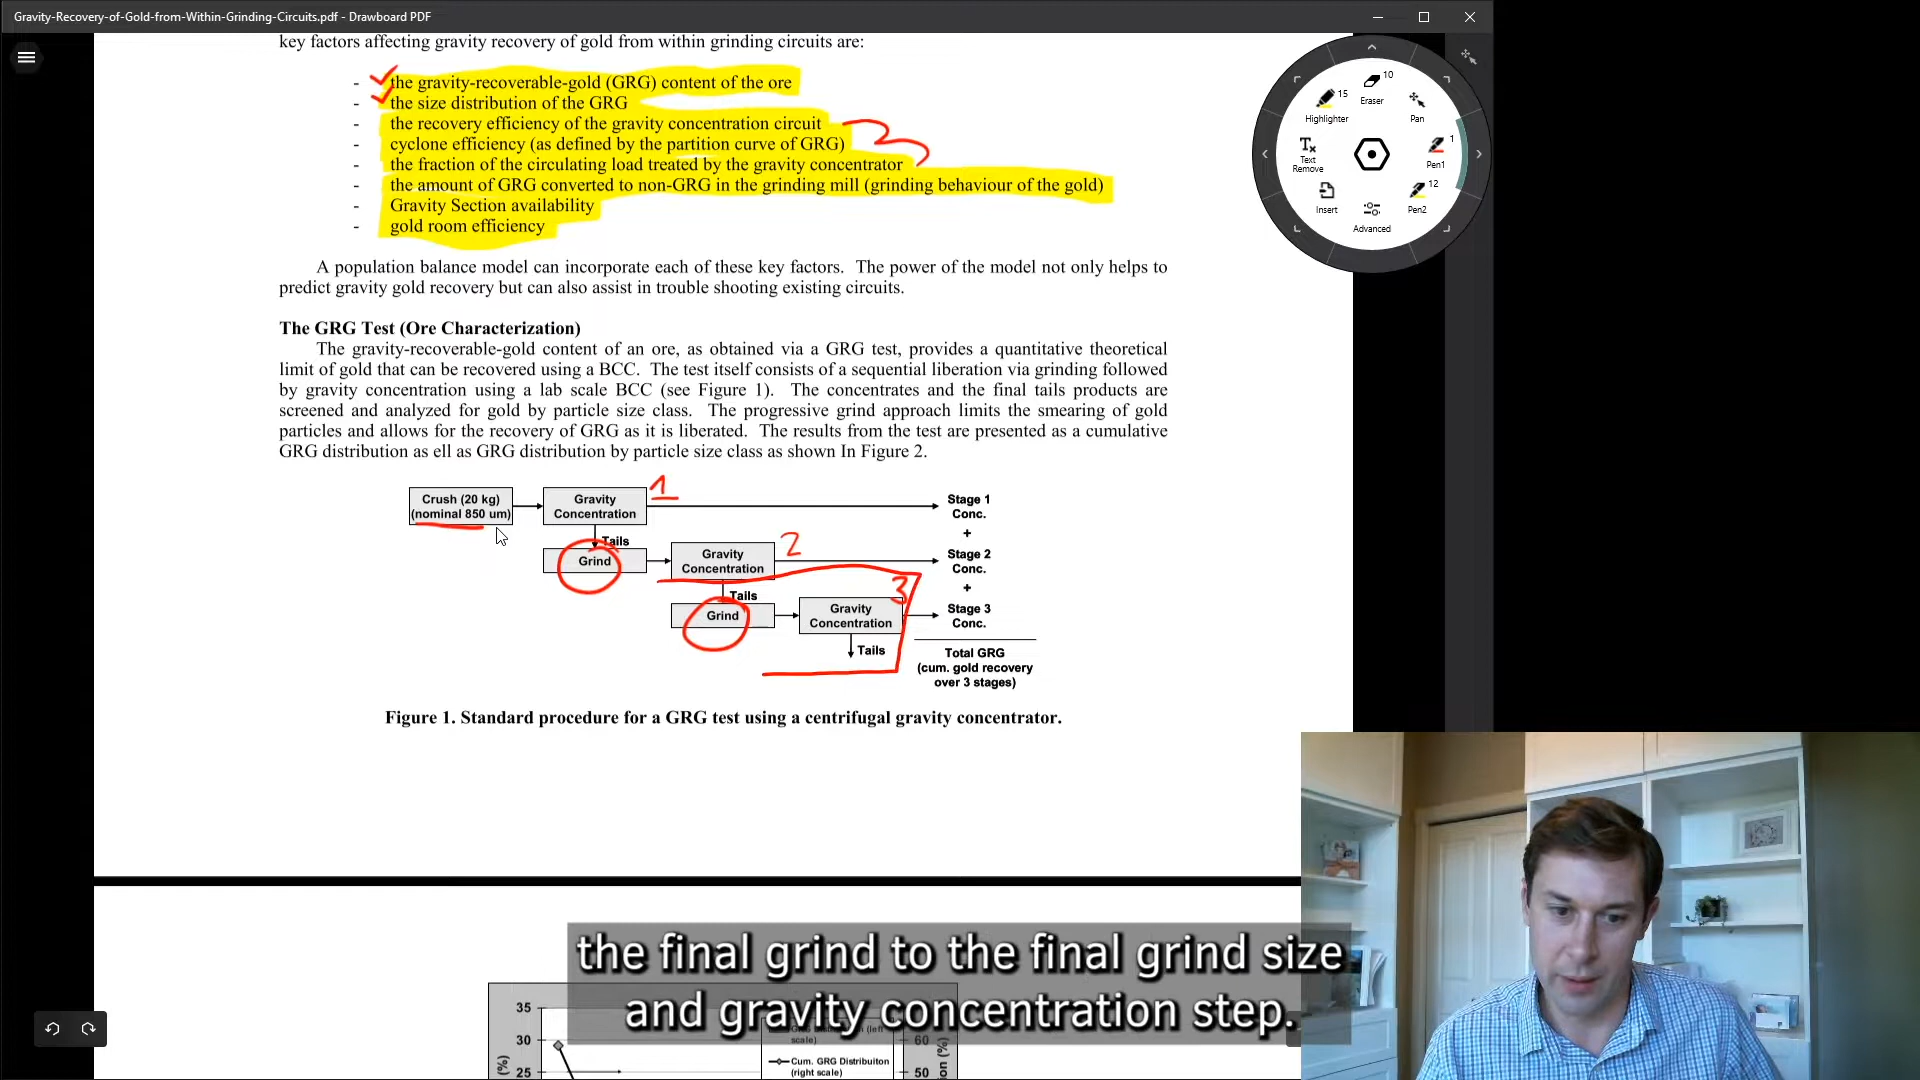 Gravity-Recovery-of-Gold-from-Within-Grinding-Circuits.pdf - Drawboard PDF
key factors affecting gravity recovery of gold from within grinding circuits are:
- the gravity-recoverable-gold (GRG) content of the ore
- the size distribution of the GRG
- the recovery efficiency of the gravity concentration circuit
- cyclone efficiency (as defined by the partition curve of GRG)
- the fraction of the circulating load treated by the gravity concentrator
- the amount of GRG converted to non-GRG in the grinding mill (grinding behaviour of the gold)
- Gravity Section availability
- gold room efficiency
A population balance model can incorporate each of these key factors. The power of the model not only helps to
predict gravity gold recovery but can also assist in trouble shooting existing circuits.
The GRG Test (Ore Characterization)
The gravity-recoverable-gold content of an ore, as obtained via a GRG test, provides a quantitative theoretical
limit of gold that can be recovered using a BCC. The test itself consists of a sequential liberation via grinding followed
by gravity concentration using a lab scale BCC (see Figure 1). The concentrates and the final tails products are
screened and analyzed for gold by particle size class. The progressive grind approach limits the smearing of gold
particles and allows for the recovery of GRG as it is liberated. The results from the test are presented as a cumulative
GRG distribution as ell as GRG distribution by particle size class as shown In Figure 2.
Crush (20 kg)
(nominal 850 um)
Gravity
Concentration
1
Stage 1
Conc.
+
Tails
Grind
Gravity
Concentration
2
Stage 2
Conc.
+
Tails
Grind
Gravity
Concentration
3
Stage 3
Conc.
Tails
Total GRG
(cum. gold recovery
over 3 stages)
Figure 1. Standard procedure for a GRG test using a centrifugal gravity concentrator.
10
Eraser
15
Highlighter
Pan
Text
Remove
1
Pen1
Insert
12
Pen2
Advanced
the final grind to the final grind size
and gravity concentration step.
35
30
25
(%)
scale)
Cum. GRG Distribuiton
(right scale)
60
50
(%)